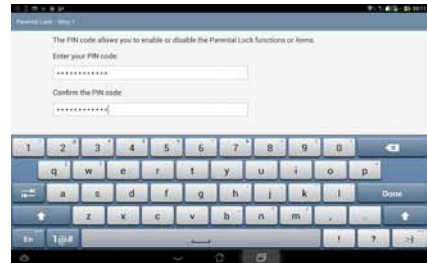 Parental Lock - Step 1
The PIN code allows you to enable or disable the Parental Lock functions or items.
Enter your PIN code:
************
Confirm the PIN code:
************
1 2 3 4 5 6 7 8 9 0
q w e r t y u i o p
a s d f g h j k l Done
z x c v b n m , .
En 1@# ! ? :-)